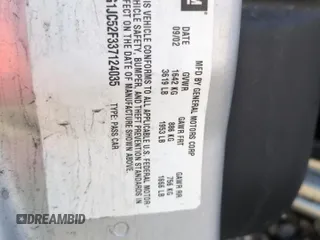 GM
MFD BY GENERAL MOTORS CORP
DATE GVWR GAWR FRT GAWR RR
09/02 1642 KG 886 KG 756 KG
3619 LB 1953 LB 1666 LB
THIS VEHICLE CONFORMS TO ALL APPLICABLE U.S. FEDERAL MOTOR
VEHICLE SAFETY, BUMPER, AND THEFT PREVENTION STANDARDS IN
EFFECT ON THE DATE OF MANUFACTURE SHOWN ABOVE.
G1JC52F337124035 TYPE: PASS CAR
DREAMBID